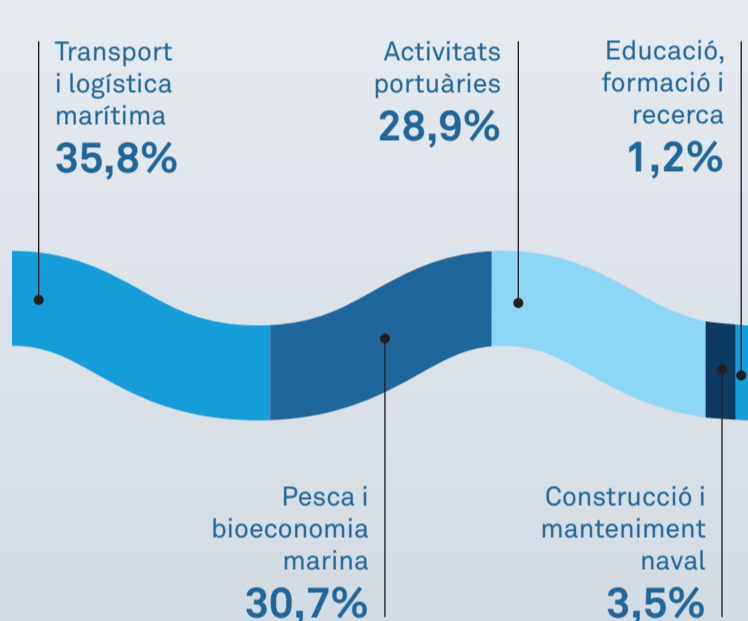 Transport
i logística
marítima
35,8%
Activitats
portuàries
28,9%
Educació,
formació i
recerca
1,2%
Pesca i
bioeconomia
marina
30,7%
Construcció i
manteniment
naval
3,5%